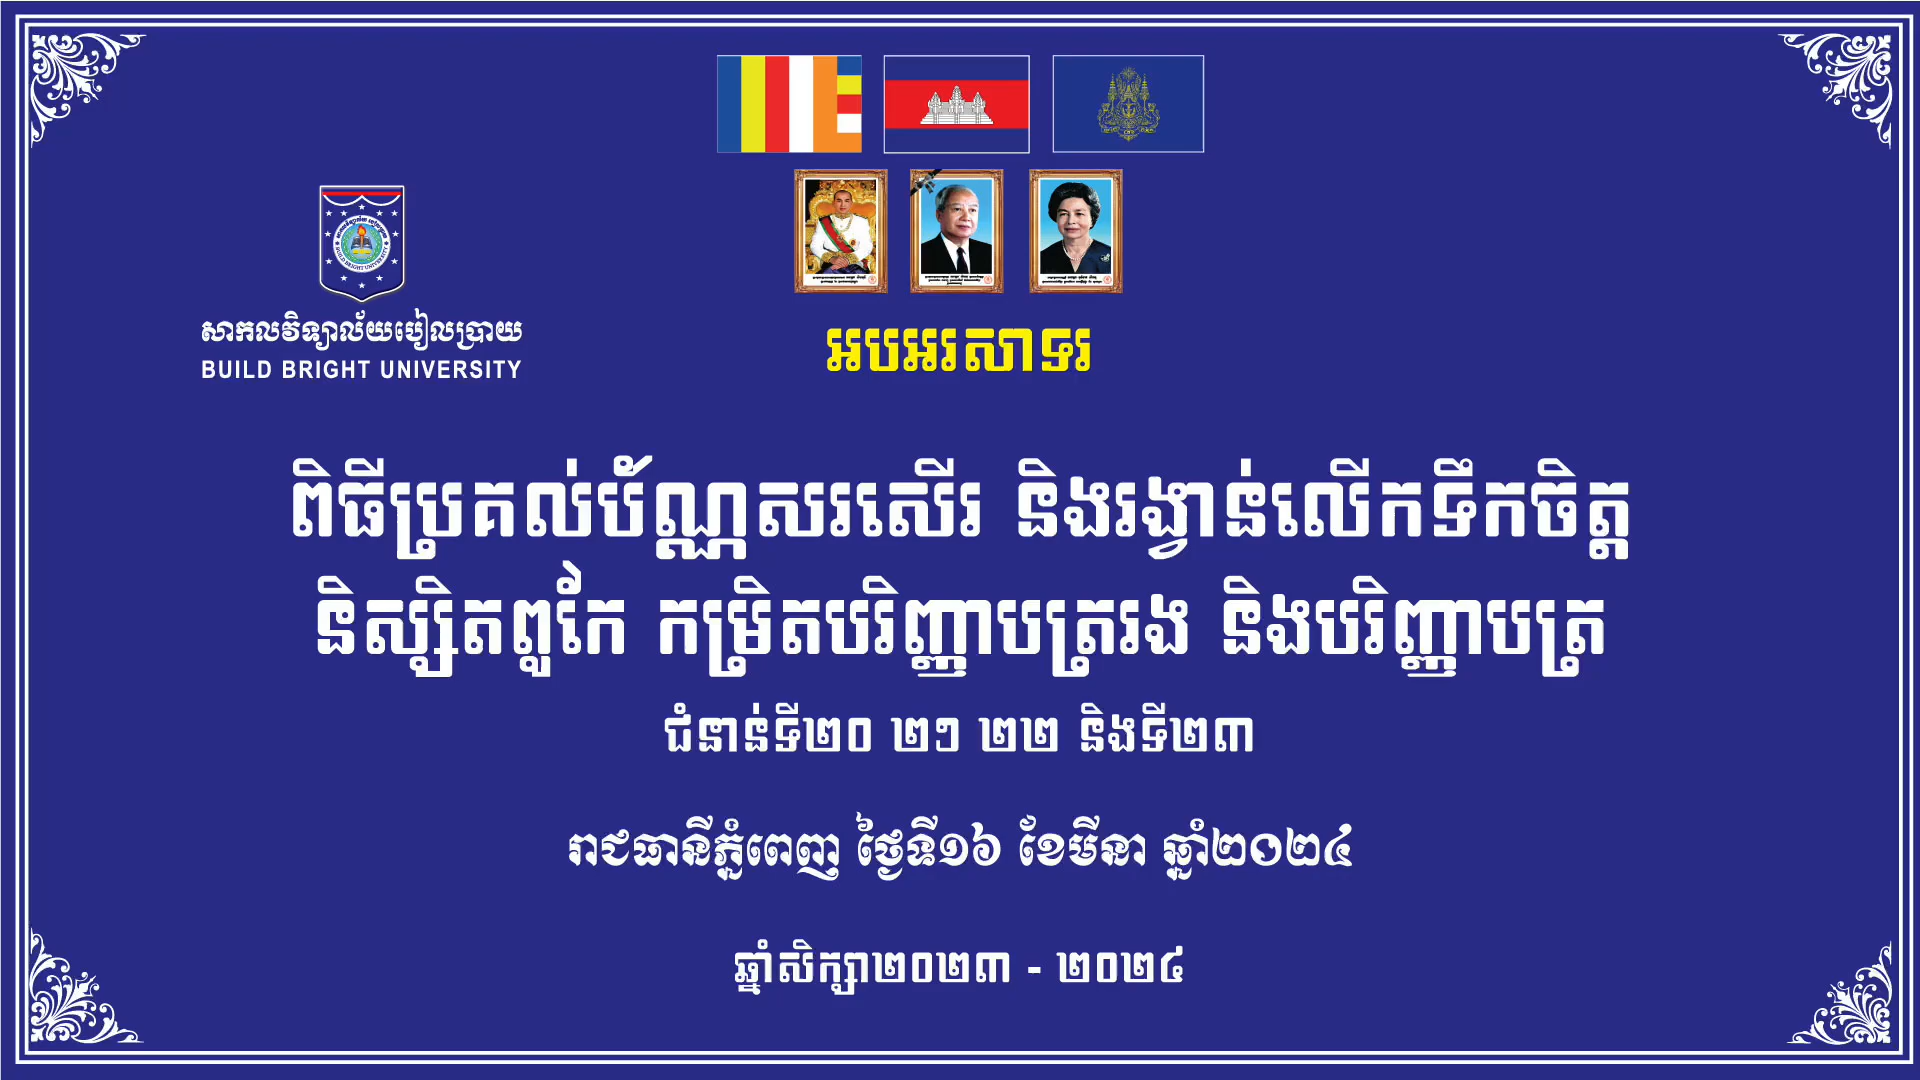 សាកលវិទ្យាល័យបៀលប្រាយ
BUILD BRIGHT UNIVERSITY
អបអរសាទរ
ពិធីប្រគល់ប័ណ្ណសរសើរ និងរង្វាន់លើកទឹកចិត្ត
និស្សិតពូកែ កម្រិតបរិញ្ញាបត្ររង និងបរិញ្ញាបត្រ
ជំនាន់ទី២០ ២១ ២២ និងទី២៣
រាជធានីភ្នំពេញ ថ្ងៃទី១៦ ខែមីនា ឆ្នាំ២០២៤
ឆ្នាំសិក្សា២០២៣ - ២០២៤